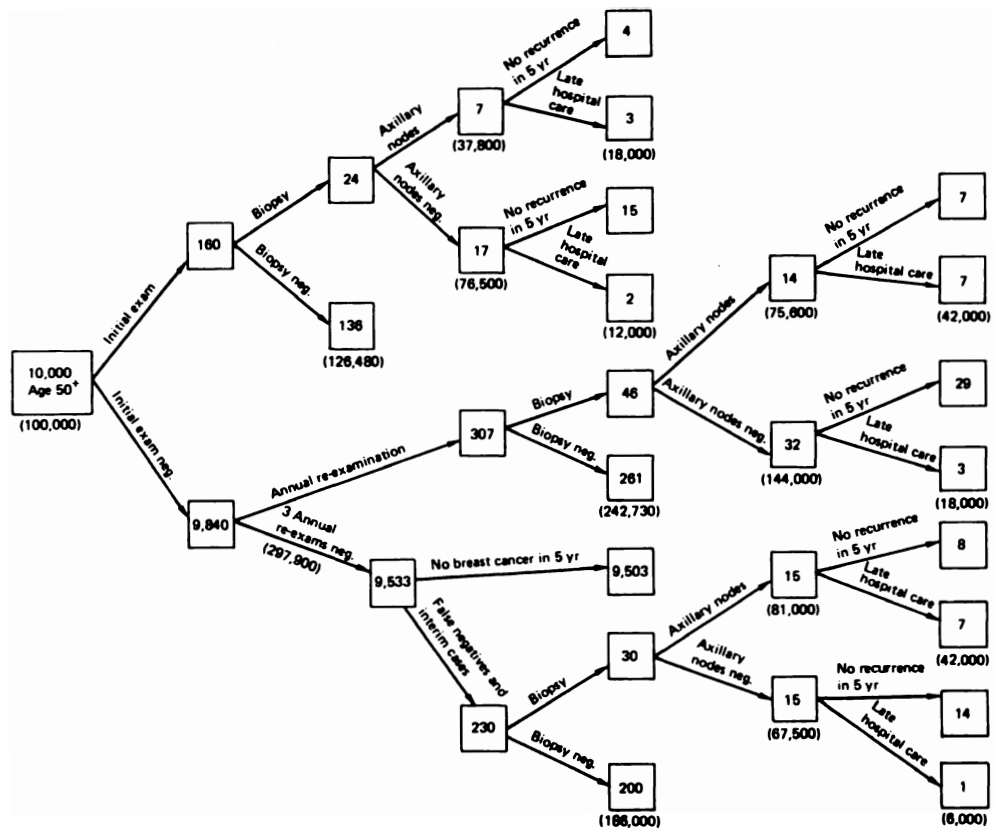 10,000
Age 50+
(100,000)
Initial exam
160
Biopsy
24
Axillary
nodes
7
(37,800)
No recurrence
in 5 yr
4
Late
hospital
care
3
(18,000)
Axillary
nodes neg.
17
(76,500)
No recurrence
in 5 yr
15
Late
hospital
care
2
(12,000)
Biopsy neg.
136
(126,480)
Initial exam neg.
9,840
Annual re-examination
307
Biopsy
46
Axillary nodes
14
(75,600)
No recurrence
in 5 yr
7
Late
hospital care
7
(42,000)
Axillary nodes neg.
32
(144,000)
No recurrence
in 5 yr
29
Late
hospital care
3
(18,000)
Biopsy neg.
261
(242,730)
3 Annual
re-exams neg.
(297,900)
9,533
No breast cancer in 5 yr
9,503
False negatives and
interim cases
230
Biopsy
30
Axillary nodes
15
(81,000)
No recurrence
in 5 yr
8
Late
hospital care
7
(42,000)
Axillary
nodes neg.
15
(67,500)
No recurrence
in 5 yr
14
Late
hospital care
1
(6,000)
Biopsy neg.
200
(186,000)